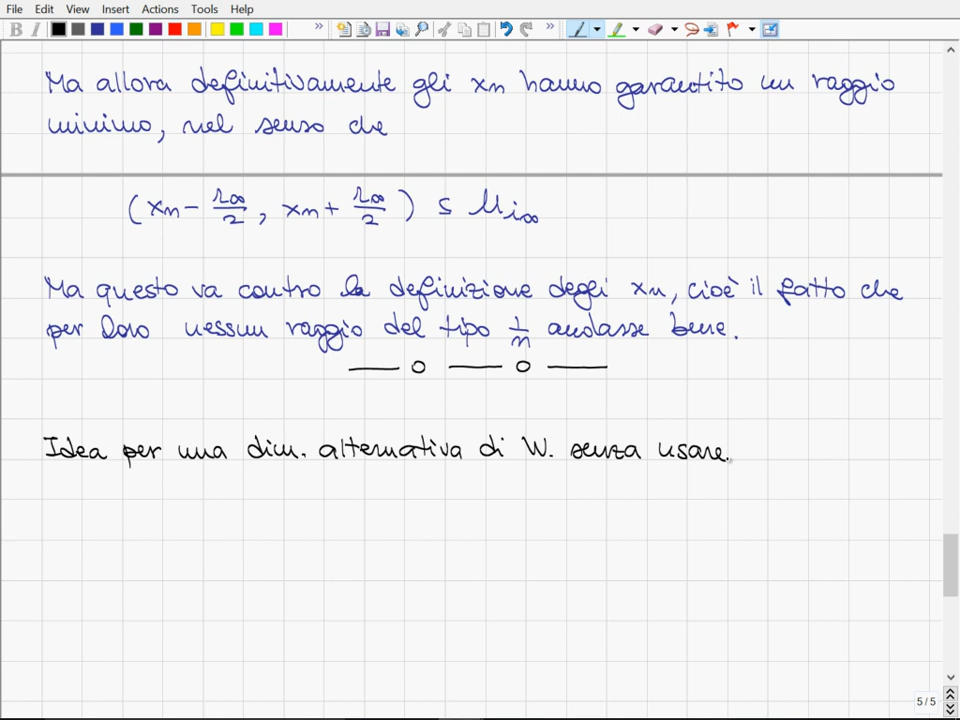 File Edit View Insert Actions Tools Help
B I
Ma allora definitivamente gli xn hanno garantito un raggio
minimo, nel senso che
(xn - r∞/2, xn + r∞/2) ⊆ Ui∞
Ma questo va contro la definizione degli xn, cioè il fatto che
per loro nessun raggio del tipo 1/n andasse bene.
Idea per una dim. alternativa di W. senza usare
5 / 5